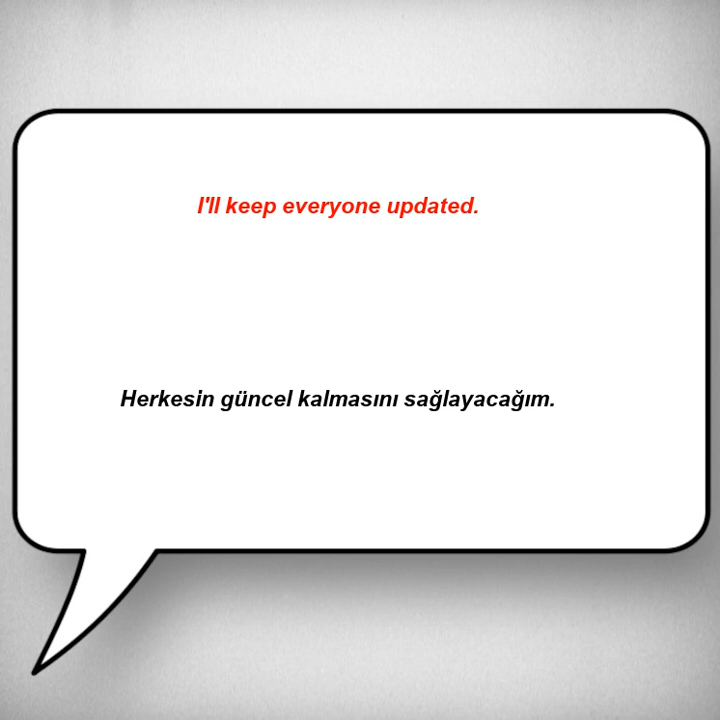 I'll keep everyone updated.
Herkesin güncel kalmasını sağlayacağım.